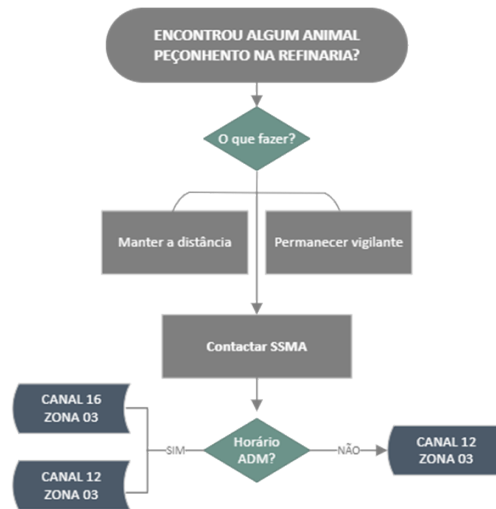 ENCONTROU ALGUM ANIMAL
PEÇONHENTO NA REFINARIA?
O que fazer?
Manter a distância
Permanecer vigilante
Contactar SSMA
CANAL 16
ZONA 03
Horário
ADM?
SIM
NÃO
CANAL 12
ZONA 03
CANAL 12
ZONA 03